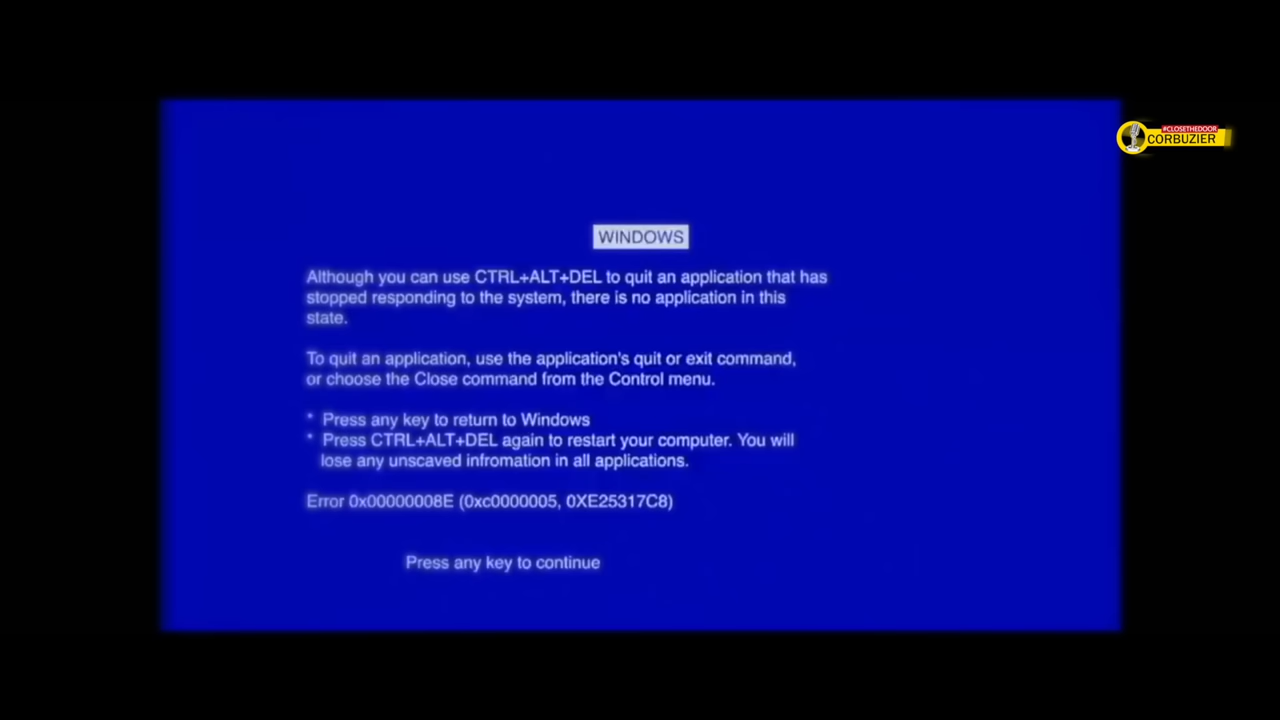 #CLOSETHEDOOR
CORBUZIER
WINDOWS
Although you can use CTRL+ALT+DEL to quit an application that has
stopped responding to the system, there is no application in this
state.
To quit an application, use the application's quit or exit command,
or choose the Close command from the Control menu.
* Press any key to return to Windows
* Press CTRL+ALT+DEL again to restart your computer. You will
lose any unscaved infromation in all applications.
Error 0x00000008E (0xc0000005, 0XE25317C8)
Press any key to continue